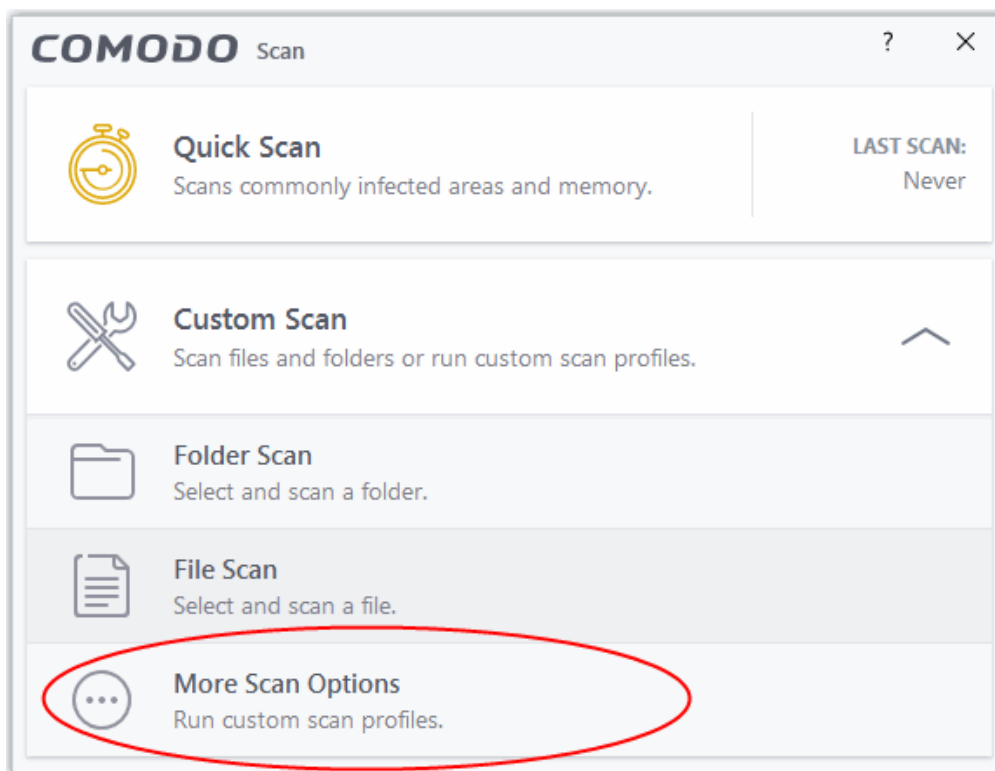 COMODO Scan ?
Quick Scan
Scans commonly infected areas and memory.
LAST SCAN:
Never
Custom Scan
Scan files and folders or run custom scan profiles.
Folder Scan
Select and scan a folder.
File Scan
Select and scan a file.
More Scan Options
Run custom scan profiles.